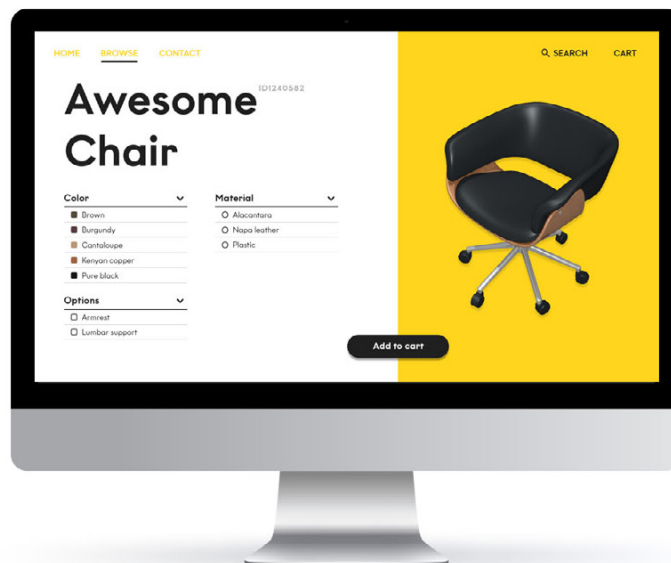 HOME BROWSE CONTACT
SEARCH CART
Awesome
ID1240582
Chair
Color
Brown
Burgundy
Cantaloupe
Kenyan copper
Pure black
Options
Armrest
Lumbar support
Material
Alacantara
Napa leather
Plastic
Add to cart